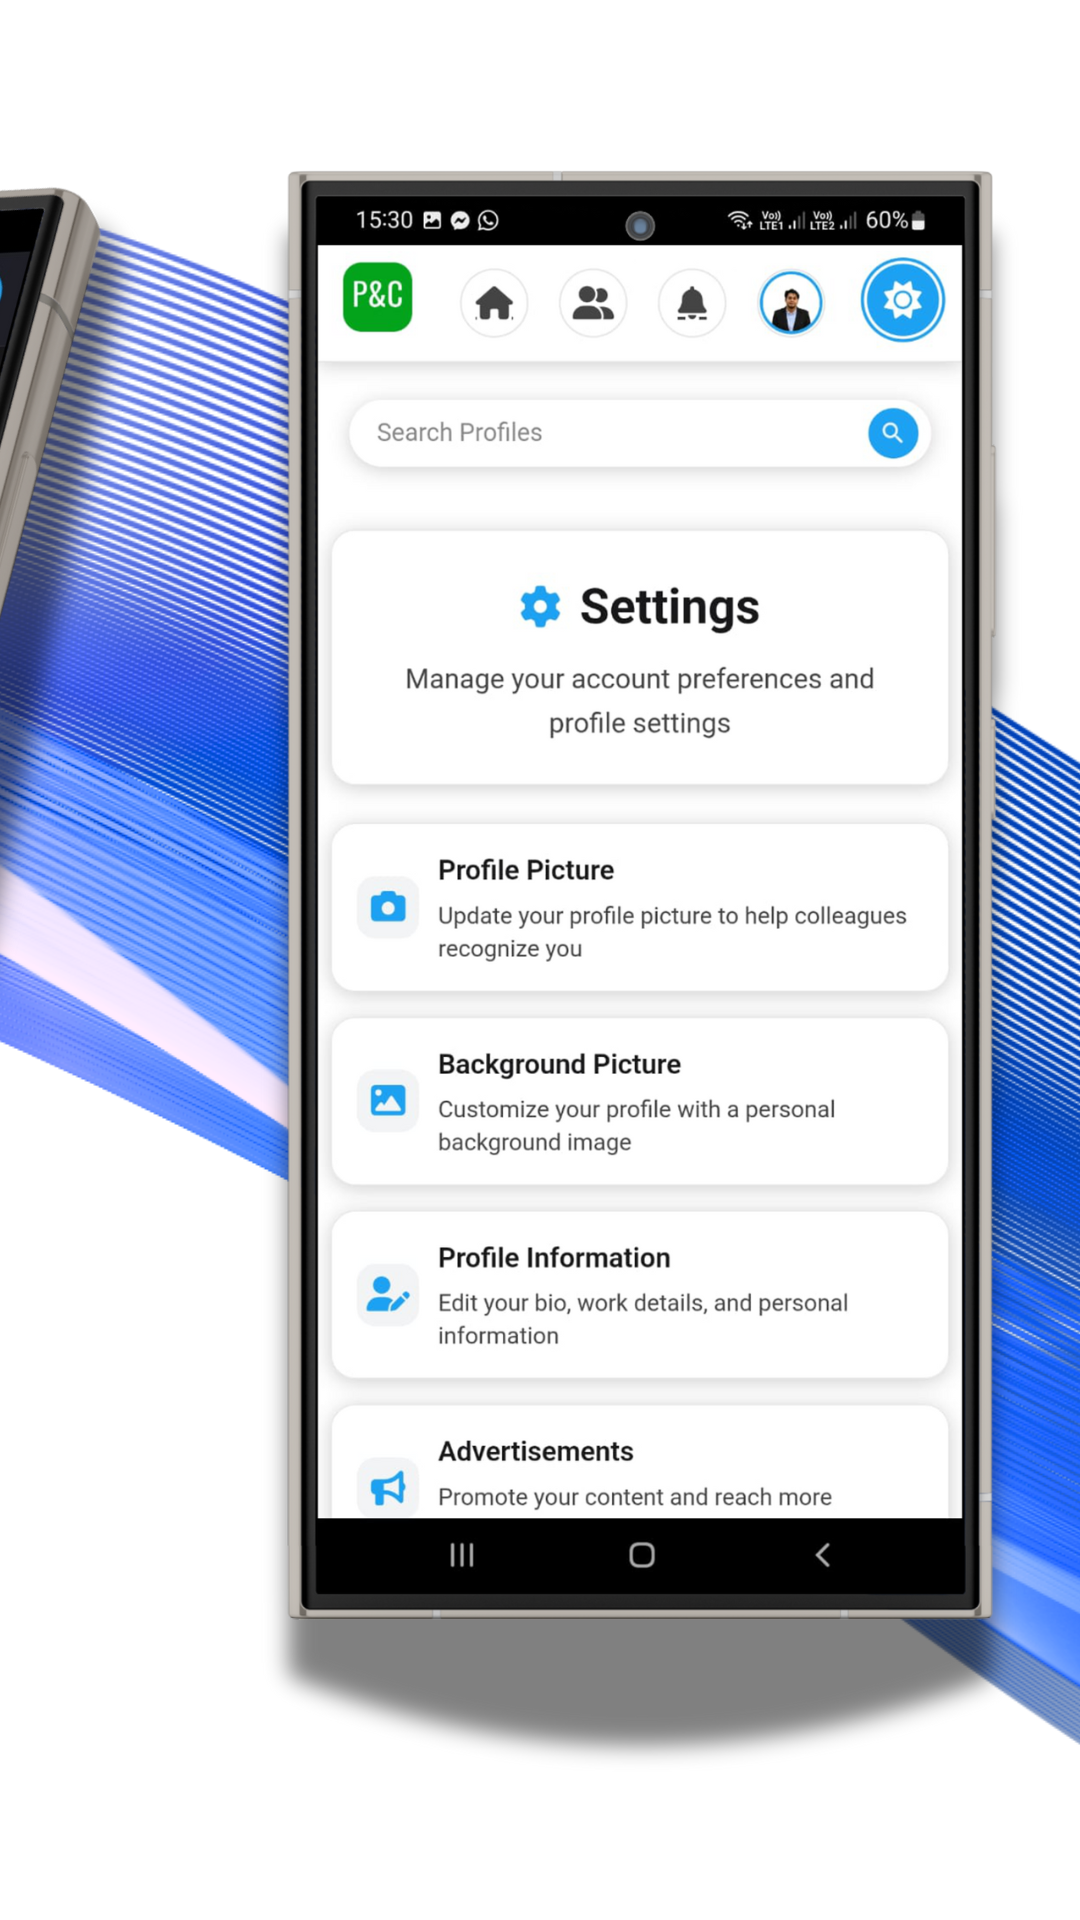 15:30
Vo)) LTE1 Vo)) LTE2 60%
P&C
Search Profiles
Settings
Manage your account preferences and
profile settings
Profile Picture
Update your profile picture to help colleagues
recognize you
Background Picture
Customize your profile with a personal
background image
Profile Information
Edit your bio, work details, and personal
information
Advertisements
Promote your content and reach more